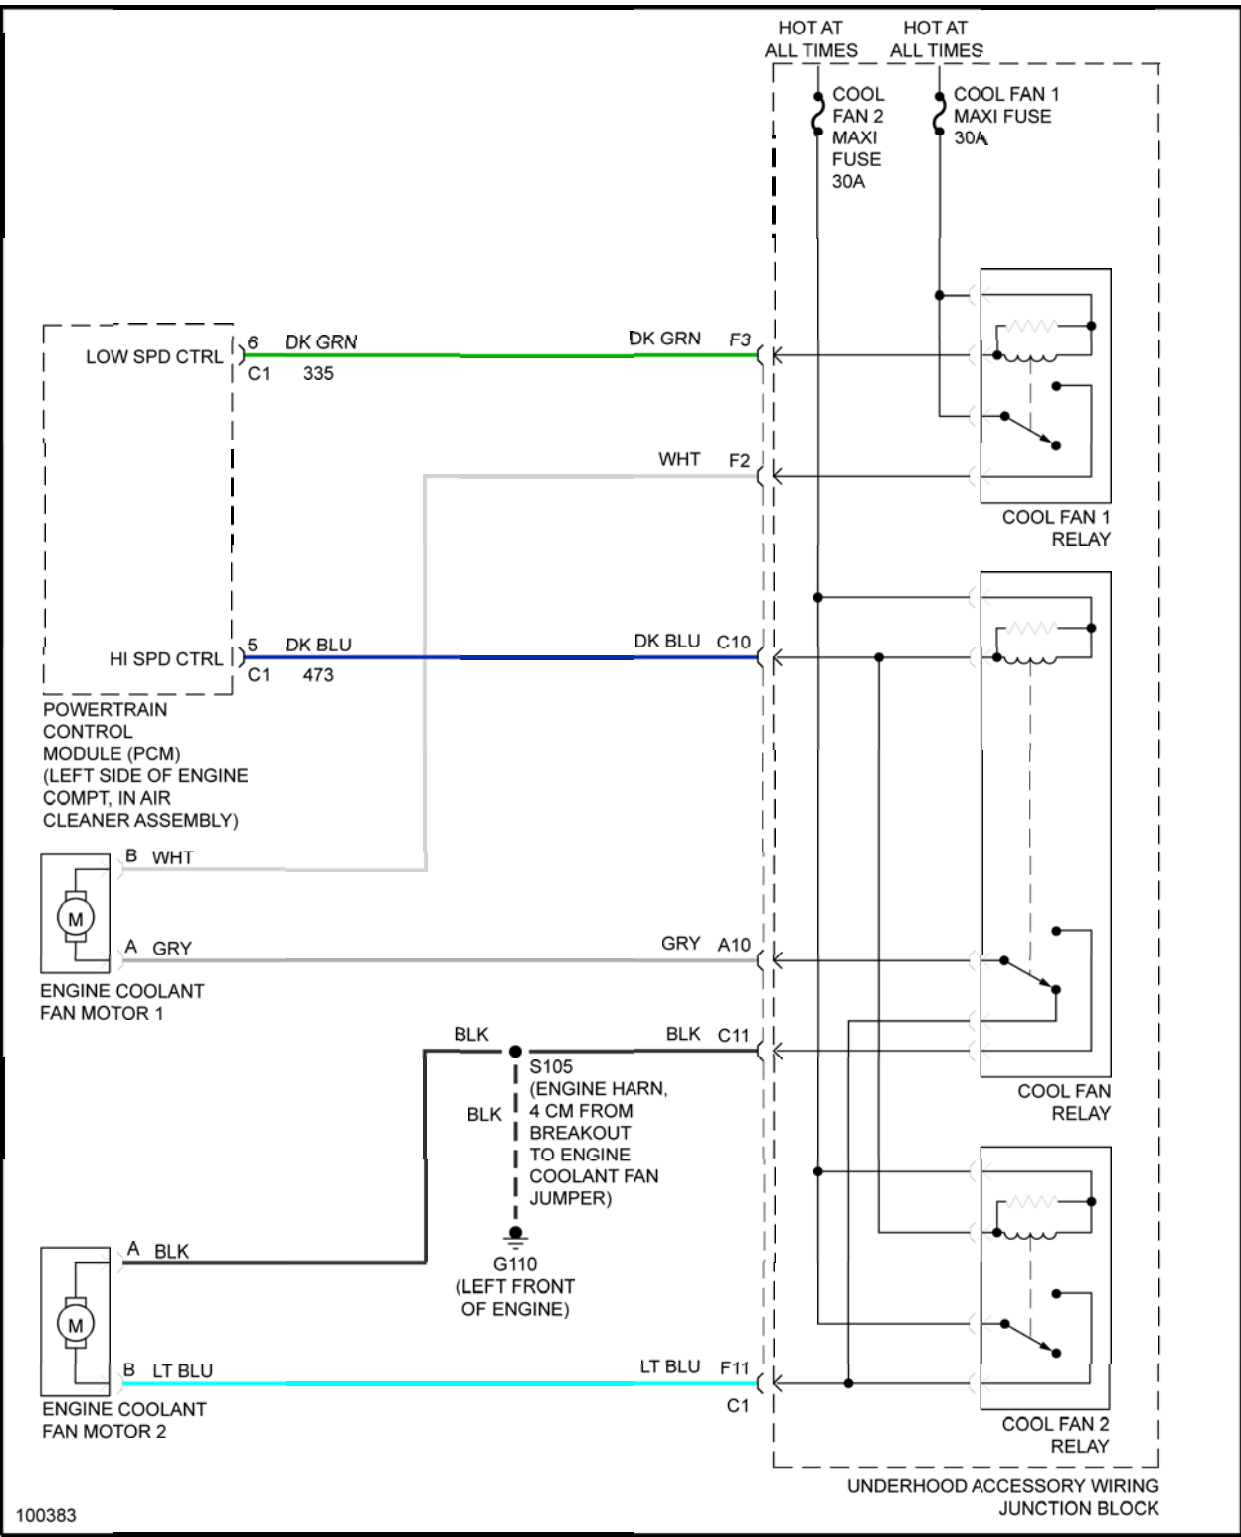 HOT AT
ALL TIMES
HOT AT
ALL TIMES
COOL
FAN 2
MAXI
FUSE
30A
COOL FAN 1
MAXI FUSE
30A
LOW SPD CTRL
6
C1
DK GRN
335
DK GRN
F3
WHT
F2
COOL FAN 1
RELAY
HI SPD CTRL
5
C1
DK BLU
473
DK BLU
C10
POWERTRAIN
CONTROL
MODULE (PCM)
(LEFT SIDE OF ENGINE
COMPT, IN AIR
CLEANER ASSEMBLY)
B
WHT
M
A
GRY
GRY
A10
ENGINE COOLANT
FAN MOTOR 1
BLK
BLK
C11
S105
(ENGINE HARN,
4 CM FROM
BREAKOUT
TO ENGINE
COOLANT FAN
JUMPER)
BLK
COOL FAN
RELAY
G110
(LEFT FRONT
OF ENGINE)
A
BLK
M
B
LT BLU
LT BLU
F11
C1
ENGINE COOLANT
FAN MOTOR 2
COOL FAN 2
RELAY
UNDERHOOD ACCESSORY WIRING
JUNCTION BLOCK
100383